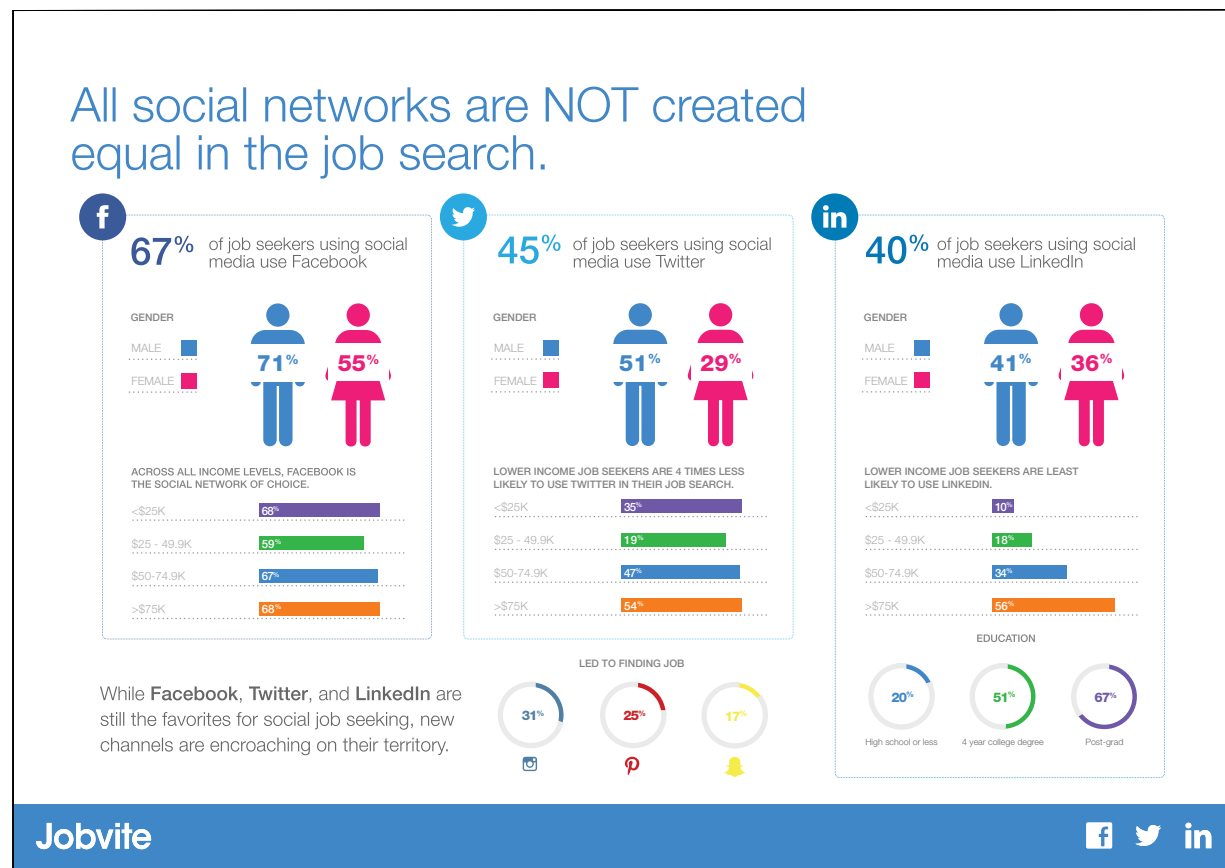 All social networks are NOT created
equal in the job search.
67% of job seekers using social
media use Facebook
GENDER
MALE
FEMALE
71%
55%
ACROSS ALL INCOME LEVELS, FACEBOOK IS
THE SOCIAL NETWORK OF CHOICE.
<$25K 68%
$25 - 49.9K 59%
$50-74.9K 67%
>$75K 68%
45% of job seekers using social
media use Twitter
GENDER
MALE
FEMALE
51%
29%
LOWER INCOME JOB SEEKERS ARE 4 TIMES LESS
LIKELY TO USE TWITTER IN THEIR JOB SEARCH.
<$25K 35%
$25 - 49.9K 19%
$50-74.9K 47%
>$75K 54%
40% of job seekers using social
media use LinkedIn
GENDER
MALE
FEMALE
41%
36%
LOWER INCOME JOB SEEKERS ARE LEAST
LIKELY TO USE LINKEDIN.
<$25K 10%
$25 - 49.9K 18%
$50-74.9K 34%
>$75K 56%
EDUCATION
20%
51%
67%
High school or less
4 year college degree
Post-grad
While Facebook, Twitter, and LinkedIn are
still the favorites for social job seeking, new
channels are encroaching on their territory.
LED TO FINDING JOB
31%
25%
17%
Jobvite